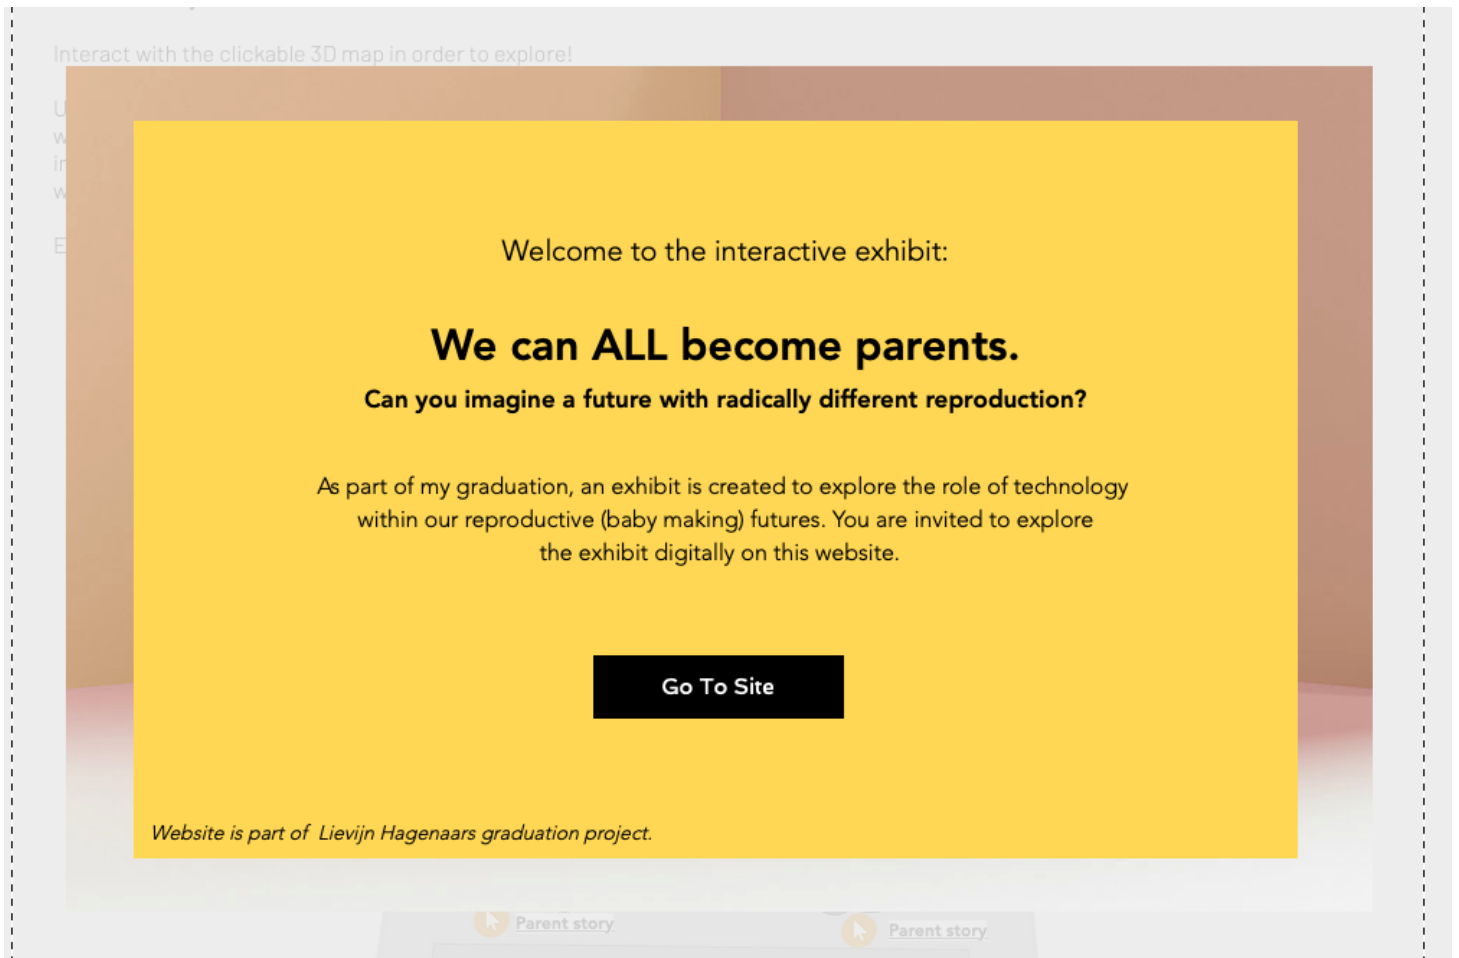 Interact with the clickable 3D map in order to explore!
Welcome to the interactive exhibit:
We can ALL become parents.
Can you imagine a future with radically different reproduction?
As part of my graduation, an exhibit is created to explore the role of technology
within our reproductive (baby making) futures. You are invited to explore
the exhibit digitally on this website.
Go To Site
Website is part of Lievijn Hagenaars graduation project.
Parent story
Parent story